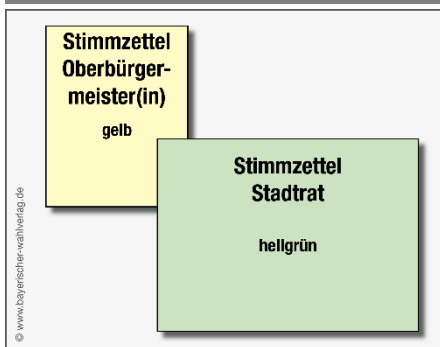 Stimmzettel
Oberbürger-
meister(in)
gelb
Stimmzettel
Stadtrat
hellgrün
© www.bayerischer-wahlverlag.de